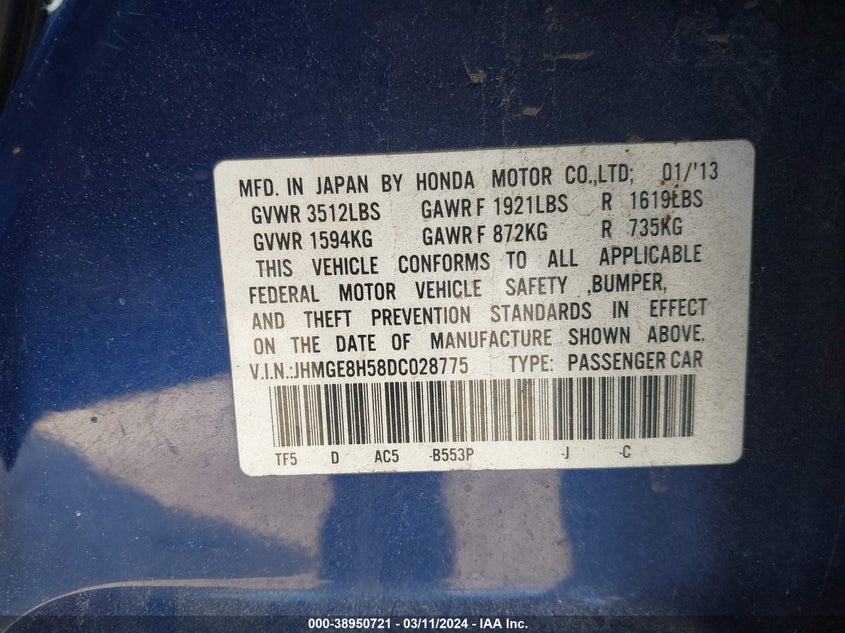 MFD. IN JAPAN BY HONDA MOTOR CO.,LTD; 01/'13
GVWR 3512LBS GAWR F 1921LBS R 1619LBS
GVWR 1594KG GAWR F 872KG R 735KG
THIS VEHICLE CONFORMS TO ALL APPLICABLE
FEDERAL MOTOR VEHICLE SAFETY ,BUMPER,
AND THEFT PREVENTION STANDARDS IN EFFECT
ON THE DATE OF MANUFACTURE SHOWN ABOVE.
V.I.N.:JHMGE8H58DC028775 TYPE: PASSENGER CAR
TF5 D AC5 -B553P -J -C
000-38950721 - 03/11/2024 - IAA Inc.